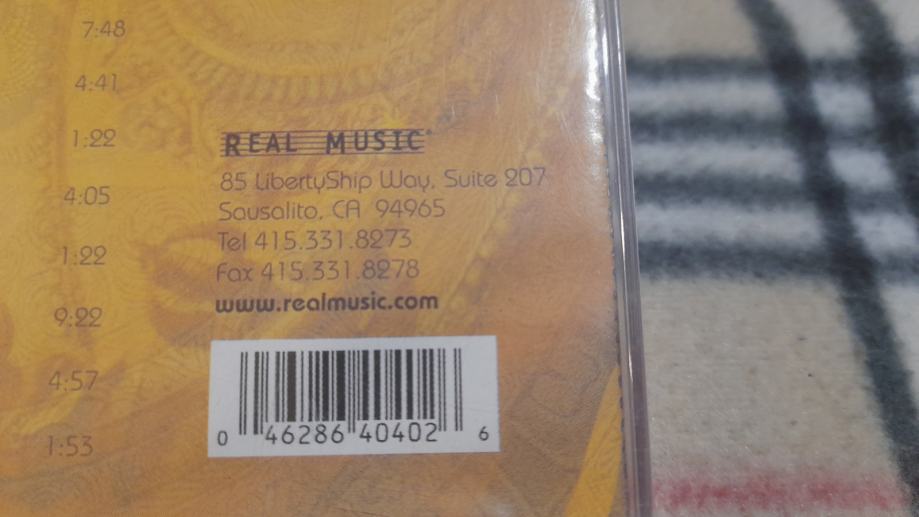 7:48
4:41
1:22
4:05
1:22
9:22
4:57
1:53
REAL MUSIC
85 LibertyShip Way, Suite 207
Sausalito, CA 94965
Tel 415.331.8273
Fax 415.331.8278
www.realmusic.com
0 46286 40402 6